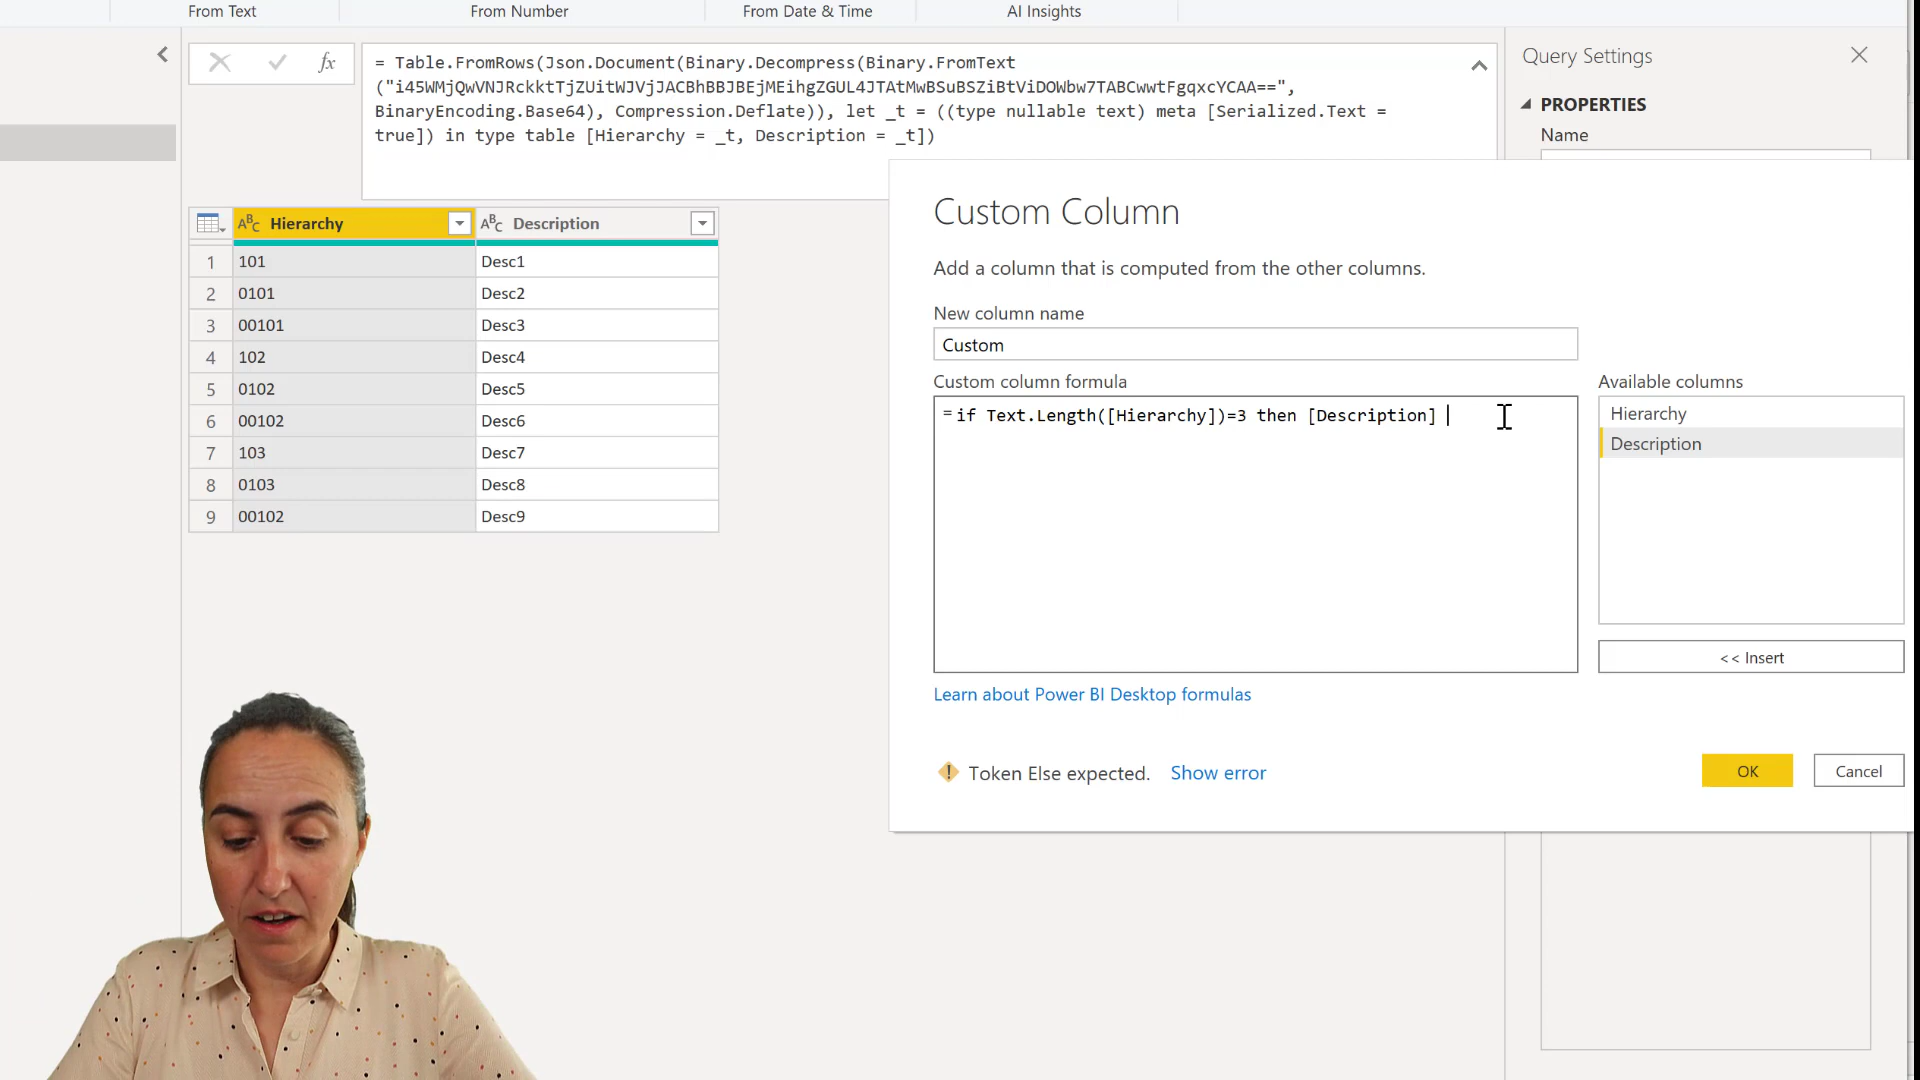 From Text
From Number
From Date & Time
AI Insights
fx
= Table.FromRows(Json.Document(Binary.Decompress(Binary.FromText
("i45WMjQwVNJRckktTjZUitWJVjJACBhBBJBEjMEihgZGUL4JTAtMwBSuBSZiBtViDOWbw7TABCwwtFgqxcYCAA==",
BinaryEncoding.Base64), Compression.Deflate)), let _t = ((type nullable text) meta [Serialized.Text =
true]) in type table [Hierarchy = _t, Description = _t])
Query Settings
PROPERTIES
Name
ABC Hierarchy
ABC Description
1 101 Desc1
2 0101 Desc2
3 00101 Desc3
4 102 Desc4
5 0102 Desc5
6 00102 Desc6
7 103 Desc7
8 0103 Desc8
9 00102 Desc9
Custom Column
Add a column that is computed from the other columns.
New column name
Custom
Custom column formula
=if Text.Length([Hierarchy])=3 then [Description]
Available columns
Hierarchy
Description
<< Insert
Learn about Power BI Desktop formulas
Token Else expected. Show error
OK
Cancel